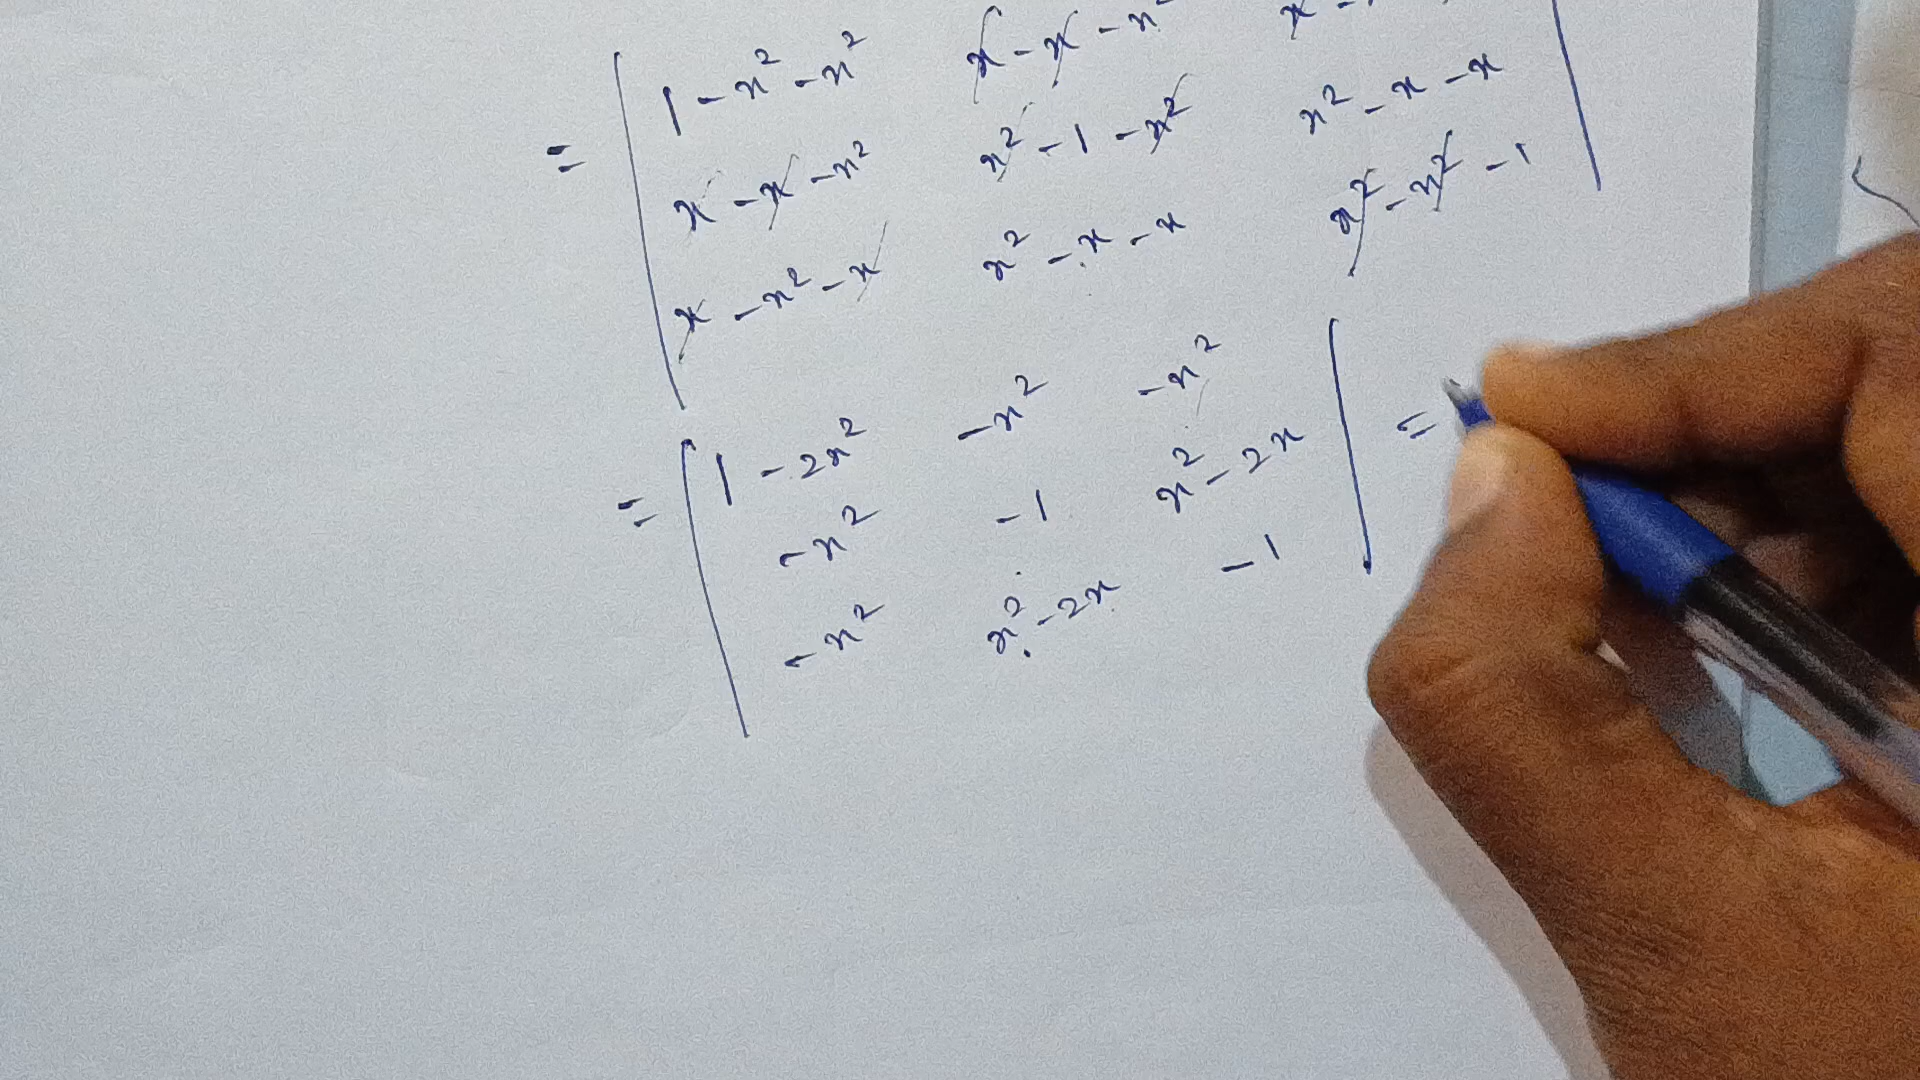 1 - x² - x² x - x - x² x -
= x - x - x² x² - 1 - x² x² - x - x
x - x² - x x² - x - x x² - x² - 1
1 - 2x² -x² -x²
= -x² -1 x² - 2x =
-x² x² - 2x -1